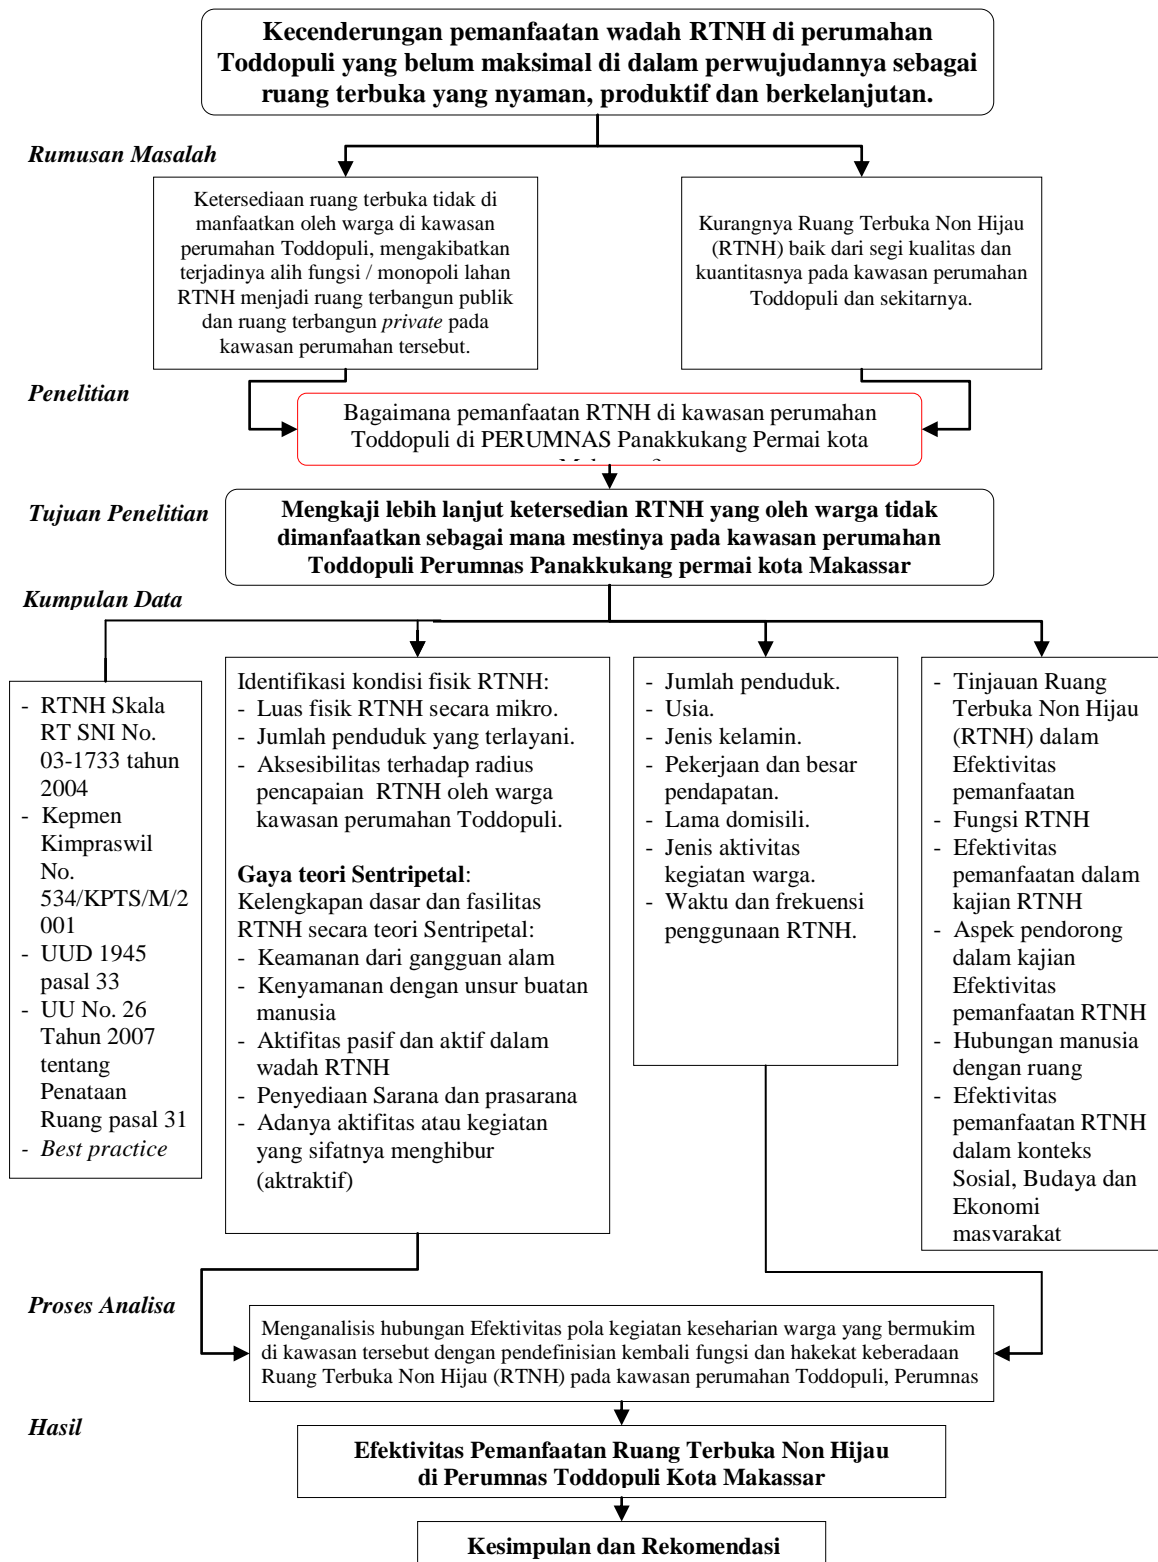 Kecenderungan pemanfaatan wadah RTNH di perumahan
Toddopuli yang belum maksimal di dalam perwujudannya sebagai
ruang terbuka yang nyaman, produktif dan berkelanjutan.
Rumusan Masalah
Ketersediaan ruang terbuka tidak di
manfaatkan oleh warga di kawasan
perumahan Toddopuli, mengakibatkan
terjadinya alih fungsi / monopoli lahan
RTNH menjadi ruang terbangun publik
dan ruang terbangun private pada
kawasan perumahan tersebut.
Kurangnya Ruang Terbuka Non Hijau
(RTNH) baik dari segi kualitas dan
kuantitasnya pada kawasan perumahan
Toddopuli dan sekitarnya.
Penelitian
Bagaimana pemanfaatan RTNH di kawasan perumahan
Toddopuli di PERUMNAS Panakkukang Permai kota
Tujuan Penelitian
Mengkaji lebih lanjut ketersedian RTNH yang oleh warga tidak
dimanfaatkan sebagai mana mestinya pada kawasan perumahan
Toddopuli Perumnas Panakkukang permai kota Makassar
Kumpulan Data
- RTNH Skala
RT SNI No.
03-1733 tahun
2004
- Kepmen
Kimpraswil
No.
534/KPTS/M/2
001
- UUD 1945
pasal 33
- UU No. 26
Tahun 2007
tentang
Penataan
Ruang pasal 31
- Best practice
Identifikasi kondisi fisik RTNH:
- Luas fisik RTNH secara mikro.
- Jumlah penduduk yang terlayani.
- Aksesibilitas terhadap radius
pencapaian RTNH oleh warga
kawasan perumahan Toddopuli.
Gaya teori Sentripetal:
Kelengkapan dasar dan fasilitas
RTNH secara teori Sentripetal:
- Keamanan dari gangguan alam
- Kenyamanan dengan unsur buatan
manusia
- Aktifitas pasif dan aktif dalam
wadah RTNH
- Penyediaan Sarana dan prasarana
- Adanya aktifitas atau kegiatan
yang sifatnya menghibur
(aktraktif)
- Jumlah penduduk.
- Usia.
- Jenis kelamin.
- Pekerjaan dan besar
pendapatan.
- Lama domisili.
- Jenis aktivitas
kegiatan warga.
- Waktu dan frekuensi
penggunaan RTNH.
- Tinjauan Ruang
Terbuka Non Hijau
(RTNH) dalam
Efektivitas
pemanfaatan
- Fungsi RTNH
- Efektivitas
pemanfaatan dalam
kajian RTNH
- Aspek pendorong
dalam kajian
Efektivitas
pemanfaatan RTNH
- Hubungan manusia
dengan ruang
- Efektivitas
pemanfaatan RTNH
dalam konteks
Sosial, Budaya dan
Ekonomi
masyarakat
Proses Analisa
Menganalisis hubungan Efektivitas pola kegiatan keseharian warga yang bermukim
di kawasan tersebut dengan pendefinisian kembali fungsi dan hakekat keberadaan
Ruang Terbuka Non Hijau (RTNH) pada kawasan perumahan Toddopuli, Perumnas
Hasil
Efektivitas Pemanfaatan Ruang Terbuka Non Hijau
di Perumnas Toddopuli Kota Makassar
Kesimpulan dan Rekomendasi